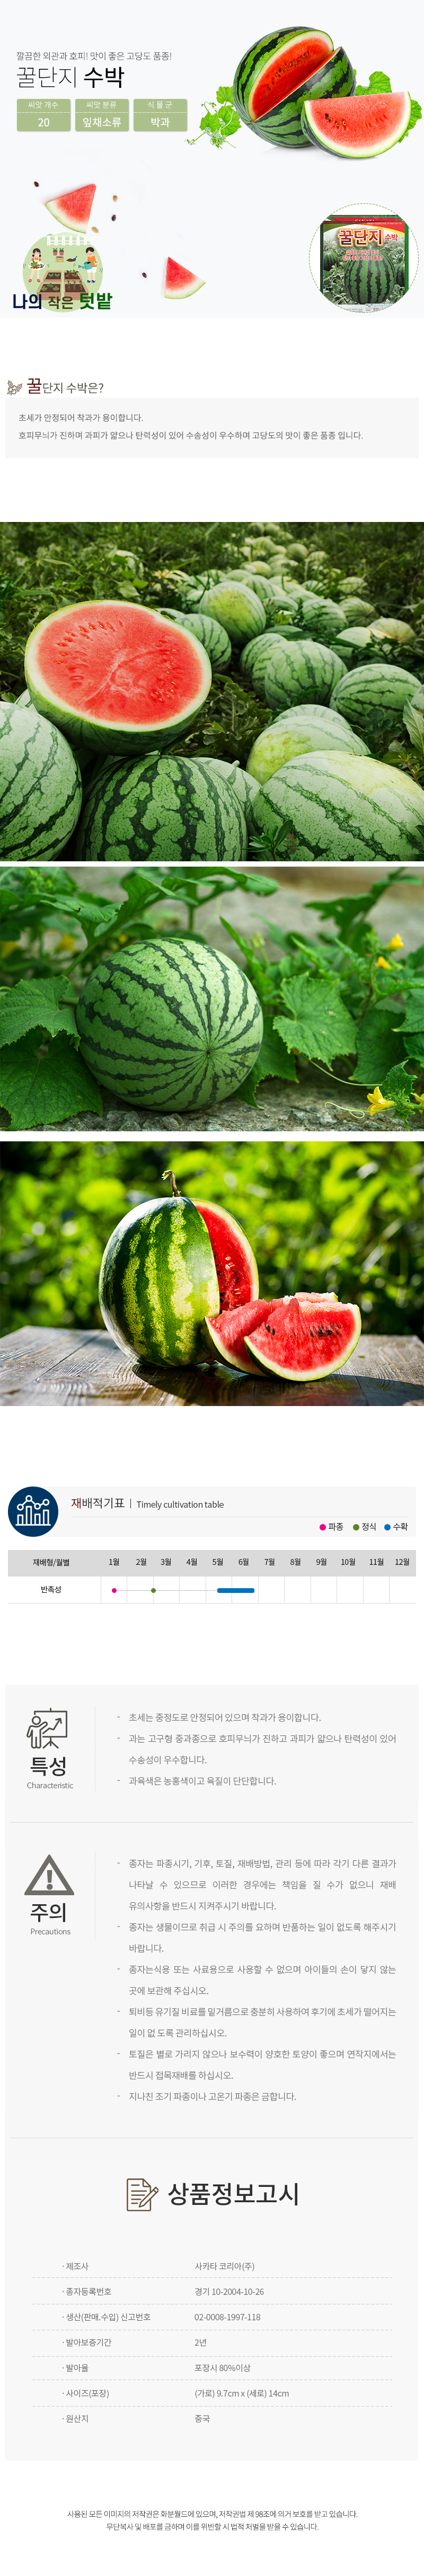 깔끔한 외관과 호피! 맛이 좋은 고당도 품종!
꿀단지 수박
씨앗 개수 씨앗 분류 식 물 군
20 잎채소류 박과
꿀단지 수박
나의 작은 텃밭
꿀단지 수박은?
초세가 안정되어 착과가 용이합니다.
호피무늬가 진하며 과피가 얇으나 탄력성이 있어 수송성이 우수하며 고당도의 맛이 좋은 품종 입니다.
재배적기표 | Timely cultivation table
파종 정식 수확
재배형/월별 1월 2월 3월 4월 5월 6월 7월 8월 9월 10월 11월 12월
반촉성
특성
Characteristic
- 초세는 중정도로 안정되어 있으며 착과가 용이합니다.
- 과는 고구형 중과종으로 호피무늬가 진하고 과피가 얇으나 탄력성이 있어
수송성이 우수합니다.
- 과육색은 농홍색이고 육질이 단단합니다.
주의
Precautions
- 종자는 파종시기, 기후, 토질, 재배방법, 관리 등에 따라 각기 다른 결과가
나타날 수 있으므로 이러한 경우에는 책임을 질 수가 없으니 재배
유의사항을 반드시 지켜주시기 바랍니다.
- 종자는 생물이므로 취급 시 주의를 요하며 반품하는 일이 없도록 해주시기
바랍니다.
- 종자는식용 또는 사료용으로 사용할 수 없으며 아이들의 손이 닿지 않는
곳에 보관해 주십시오.
- 퇴비등 유기질 비료를 밑거름으로 충분히 사용하여 후기에 초세가 떨어지는
일이 없 도록 관리하십시오.
- 토질은 별로 가리지 않으나 보수력이 양호한 토양이 좋으며 연작지에서는
반드시 접목재배를 하십시오.
- 지나친 조기 파종이나 고온기 파종은 금합니다.
상품정보고시
· 제조사 사카타 코리아(주)
· 종자등록번호 경기 10-2004-10-26
· 생산(판매.수입) 신고번호 02-0008-1997-118
· 발아보증기간 2년
· 발아율 포장시 80%이상
· 사이즈(포장) (가로) 9.7cm x (세로) 14cm
· 원산지 중국
사용된 모든 이미지의 저작권은 화분월드에 있으며, 저작권법 제 98조에 의거 보호를 받고 있습니다.
무단복사 및 배포를 금하며 이를 위반할 시 법적 처벌을 받을 수 있습니다.